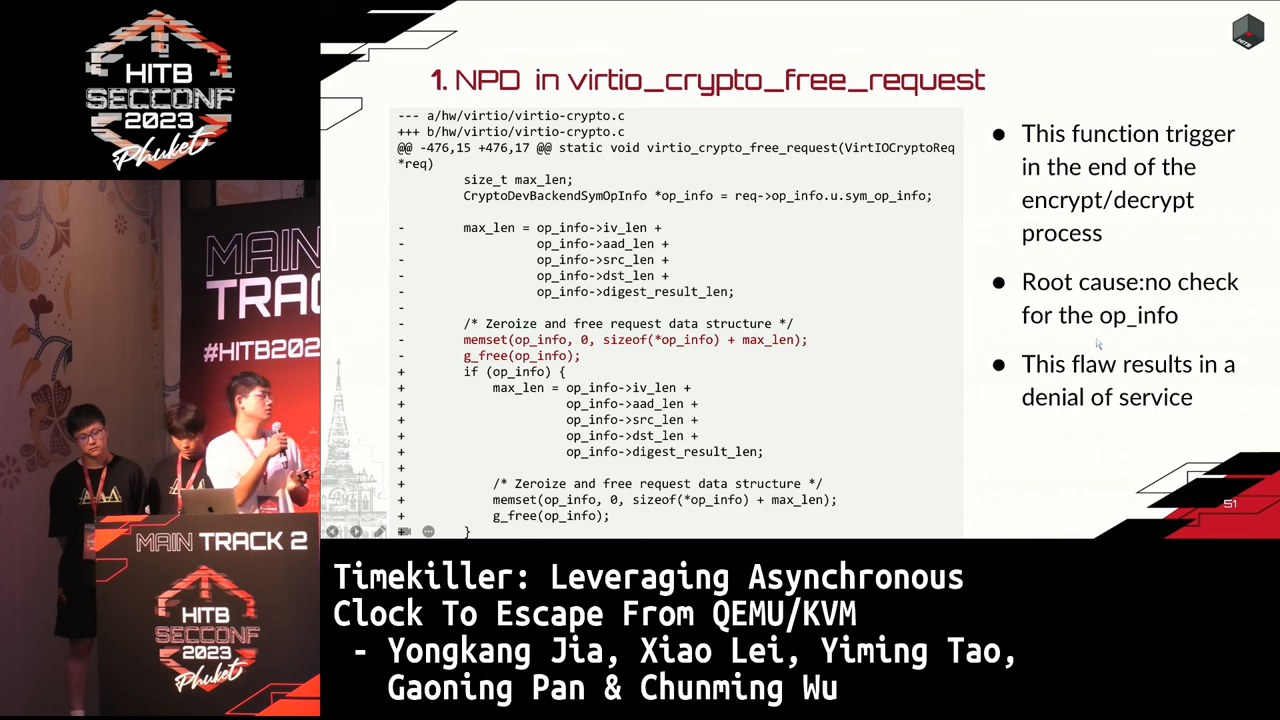 HITB
SECCONF
2023
Phuket
MAIN
TRAC
#HITB202
AAA
MAIN TRACK 2
HITB
SECCONF
2023
Phuket
HITB
1. NPD in virtio_crypto_free_request
--- a/hw/virtio/virtio-crypto.c
+++ b/hw/virtio/virtio-crypto.c
@@ -476,15 +476,17 @@ static void virtio_crypto_free_request(VirtIOCryptoReq
*req)
size_t max_len;
CryptoDevBackendSymOpInfo *op_info = req->op_info.u.sym_op_info;
- max_len = op_info->iv_len +
- op_info->aad_len +
- op_info->src_len +
- op_info->dst_len +
- op_info->digest_result_len;
-
- /* Zeroize and free request data structure */
- memset(op_info, 0, sizeof(*op_info) + max_len);
- g_free(op_info);
+ if (op_info) {
+ max_len = op_info->iv_len +
+ op_info->aad_len +
+ op_info->src_len +
+ op_info->dst_len +
+ op_info->digest_result_len;
+
+ /* Zeroize and free request data structure */
+ memset(op_info, 0, sizeof(*op_info) + max_len);
+ g_free(op_info);
+ }
● This function trigger
in the end of the
encrypt/decrypt
process
● Root cause:no check
for the op_info
● This flaw results in a
denial of service
51
Timekiller: Leveraging Asynchronous
Clock To Escape From QEMU/KVM
- Yongkang Jia, Xiao Lei, Yiming Tao,
Gaoning Pan & Chunming Wu